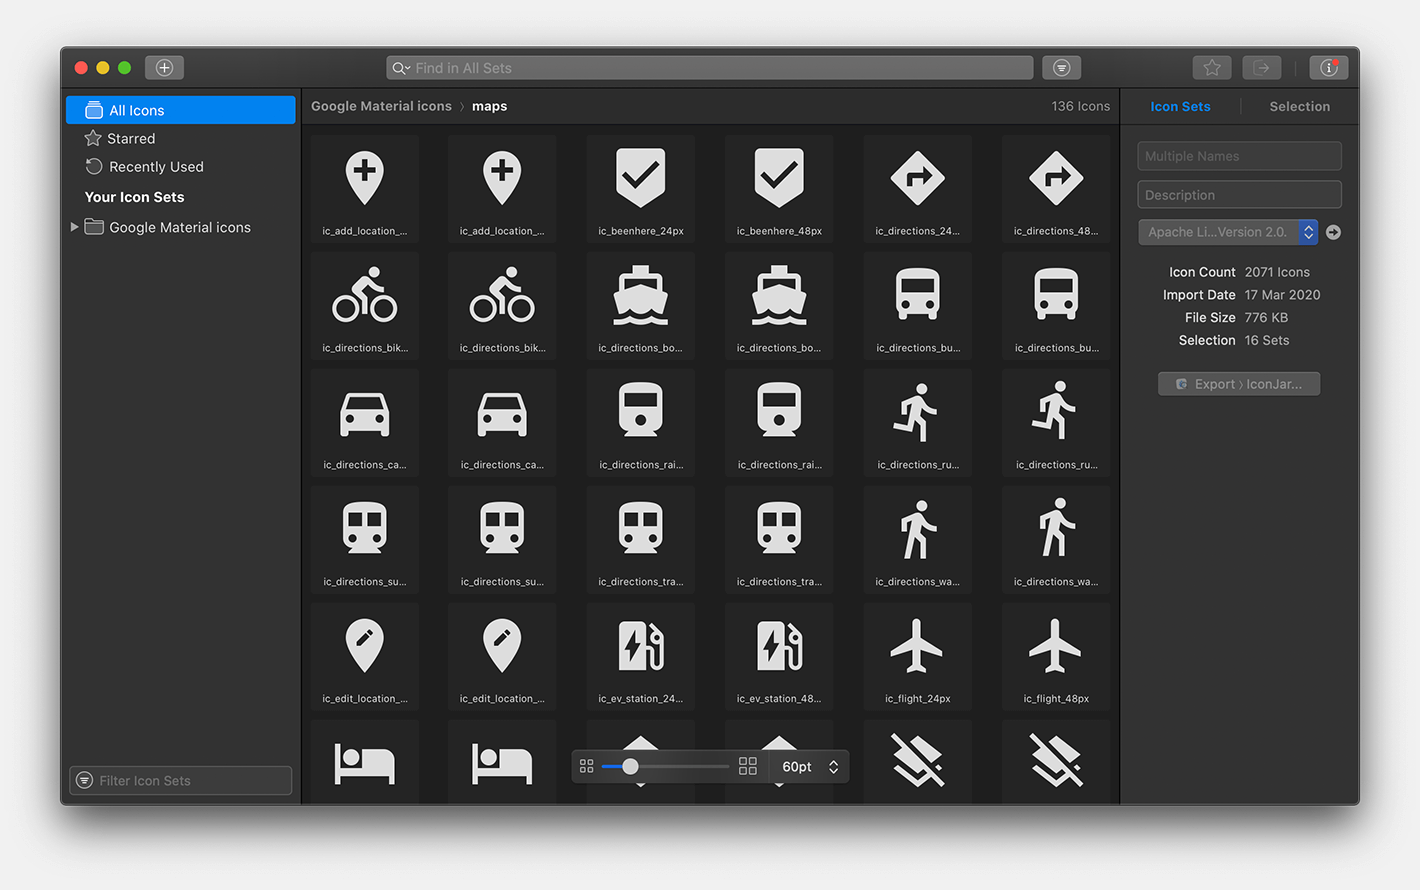 Find in All Sets
All Icons
Starred
Recently Used
Your Icon Sets
Google Material icons
Filter Icon Sets
Google Material icons 〉 maps
136 Icons
ic_add_location_...
ic_add_location_...
ic_beenhere_24px
ic_beenhere_48px
ic_directions_24...
ic_directions_48...
ic_directions_bik...
ic_directions_bik...
ic_directions_bo...
ic_directions_bo...
ic_directions_bu...
ic_directions_bu...
ic_directions_ca...
ic_directions_ca...
ic_directions_rai...
ic_directions_rai...
ic_directions_ru...
ic_directions_ru...
ic_directions_su...
ic_directions_su...
ic_directions_tra...
ic_directions_tra...
ic_directions_wa...
ic_directions_wa...
ic_edit_location_...
ic_edit_location_...
ic_ev_station_24...
ic_ev_station_48...
ic_flight_24px
ic_flight_48px
60pt
Icon Sets
Selection
Multiple Names
Description
Apache Li...Version 2.0.
Icon Count 2071 Icons
Import Date 17 Mar 2020
File Size 776 KB
Selection 16 Sets
Export 〉 IconJar...